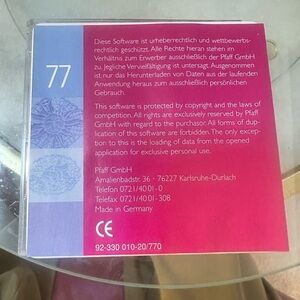 Diese Software ist urheberrechtlich und wettbewerbs-
rechtlich geschützt. Alle Rechte hieran stehen im
Verhältnis zum Erwerber ausschließlich der Pfaff GmbH
zu. Jegliche Vervielfältigung ist untersagt. Ausgenommen
ist nur das Herunterladen von Daten aus der laufenden
Anwendung heraus zum ausschließlich persönlichen
Gebrauch.
77
This software is protected by copyright and the laws of
competition. All rights are exclusively reserved by Pfaff
GmbH with regard to the purchasor. All forms of dup-
lication of this software are forbidden. The only excep-
tion to this is the loading of data from the opened
application for exclusive personal use.
Pfaff GmbH
Amalienbadstr. 36 · 76227 Karlsruhe-Durlach
Telefon 0721/40 01-0
Telefax 0721/40 01-308
Made in Germany
CE
92-330 010-20/770